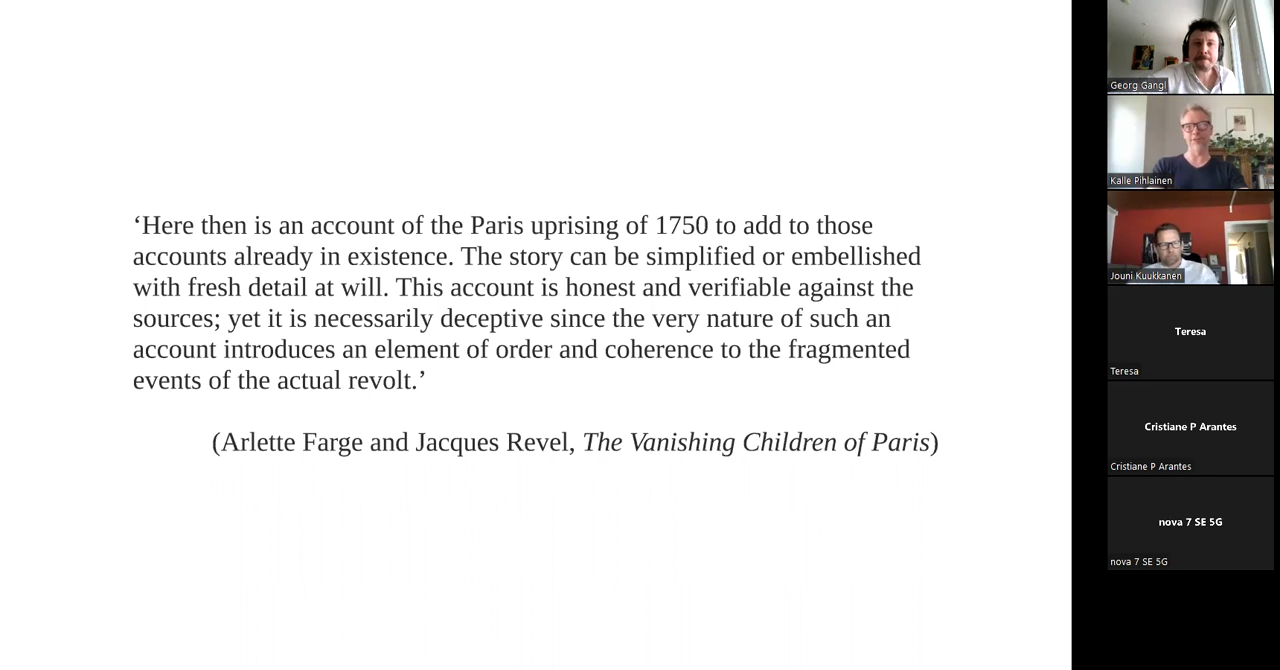 ‘Here then is an account of the Paris uprising of 1750 to add to those
accounts already in existence. The story can be simplified or embellished
with fresh detail at will. This account is honest and verifiable against the
sources; yet it is necessarily deceptive since the very nature of such an
account introduces an element of order and coherence to the fragmented
events of the actual revolt.’
(Arlette Farge and Jacques Revel, The Vanishing Children of Paris)
Georg Gangl
Kalle Pihlainen
Jouni Kuukkanen
Teresa
Teresa
Cristiane P Arantes
Cristiane P Arantes
nova 7 SE 5G
nova 7 SE 5G